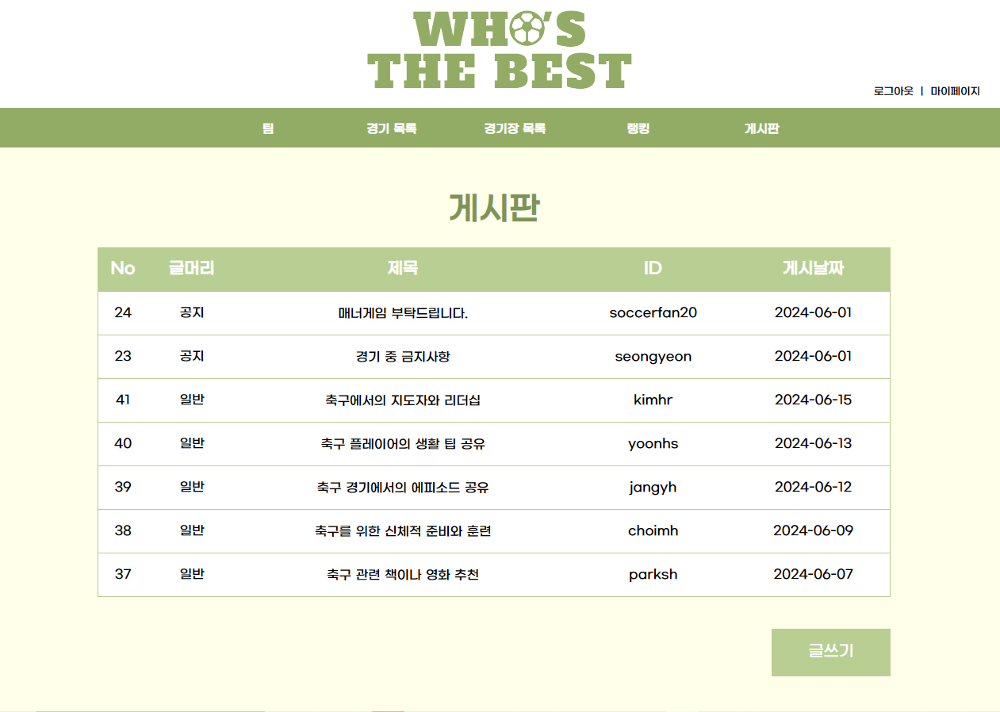 WHO'S
THE BEST
로그아웃 | 마이페이지
팀 경기 목록 경기장 목록 랭킹 게시판
게시판
No 글머리 제목 ID 게시날짜
24 공지 매너게임 부탁드립니다. soccerfan20 2024-06-01
23 공지 경기 중 금지사항 seongyeon 2024-06-01
41 일반 축구에서의 지도자와 리더십 kimhr 2024-06-15
40 일반 축구 플레이어의 생활 팁 공유 yoonhs 2024-06-13
39 일반 축구 경기에서의 에피소드 공유 jangyh 2024-06-12
38 일반 축구를 위한 신체적 준비와 훈련 choimh 2024-06-09
37 일반 축구 관련 책이나 영화 추천 parksh 2024-06-07
글쓰기